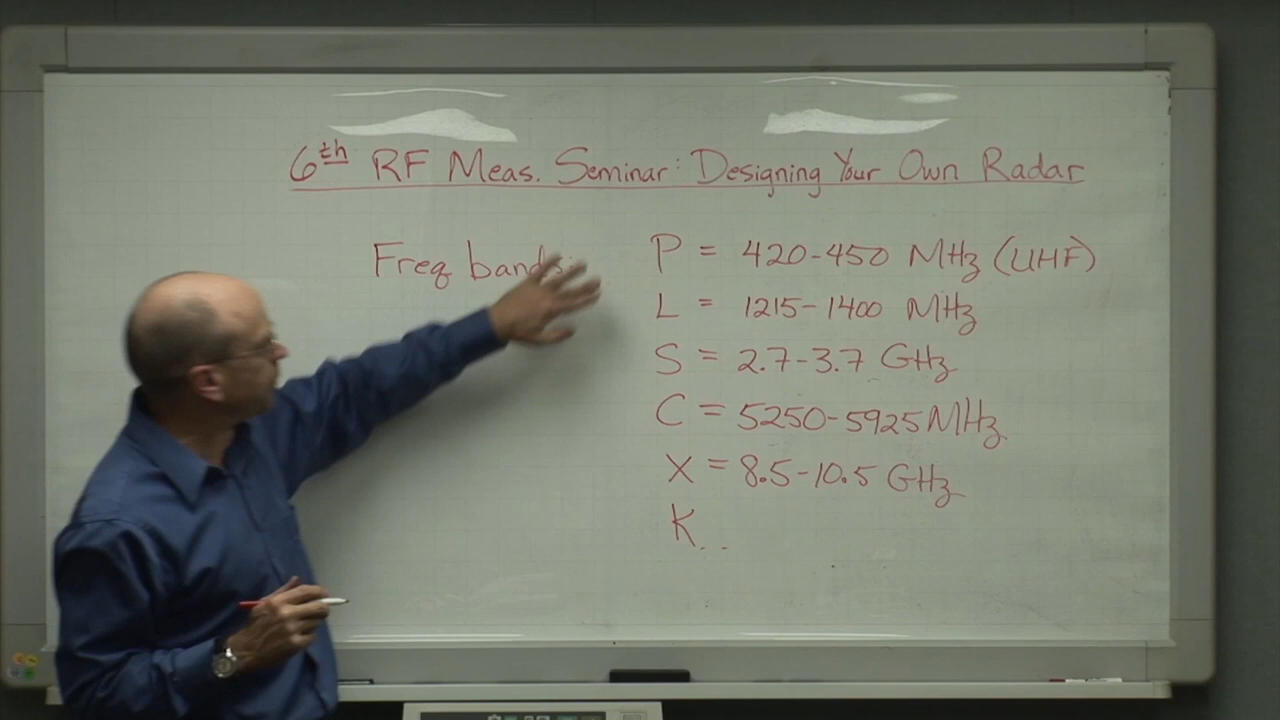 6th RF Meas. Seminar: Designing Your Own Radar
Freq bands: P = 420-450 MHz (UHF)
L = 1215-1400 MHz
S = 2.7-3.7 GHz
C = 5250-5925 MHz
X = 8.5-10.5 GHz
K...